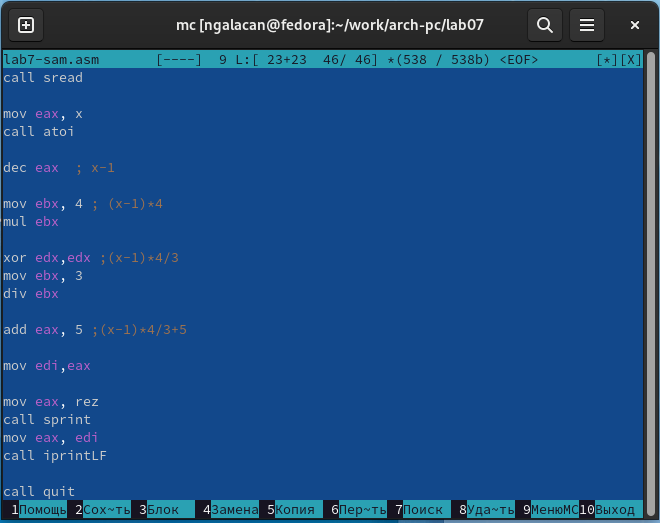 mc [ngalacan@fedora]:~/work/arch-pc/lab07
lab7-sam.asm [----] 9 L:[ 23+23 46/ 46] *(538 / 538b) <EOF> [*][X]
call sread
mov eax, x
call atoi
dec eax ; x-1
mov ebx, 4 ; (x-1)*4
mul ebx
xor edx,edx ;(x-1)*4/3
mov ebx, 3
div ebx
add eax, 5 ;(x-1)*4/3+5
mov edi,eax
mov eax, rez
call sprint
mov eax, edi
call iprintLF
call quit
1Помощь 2Сох~ть 3Блок 4Замена 5Копия 6Пер~ть 7Поиск 8Уда~ть 9МенюМС 10Выход